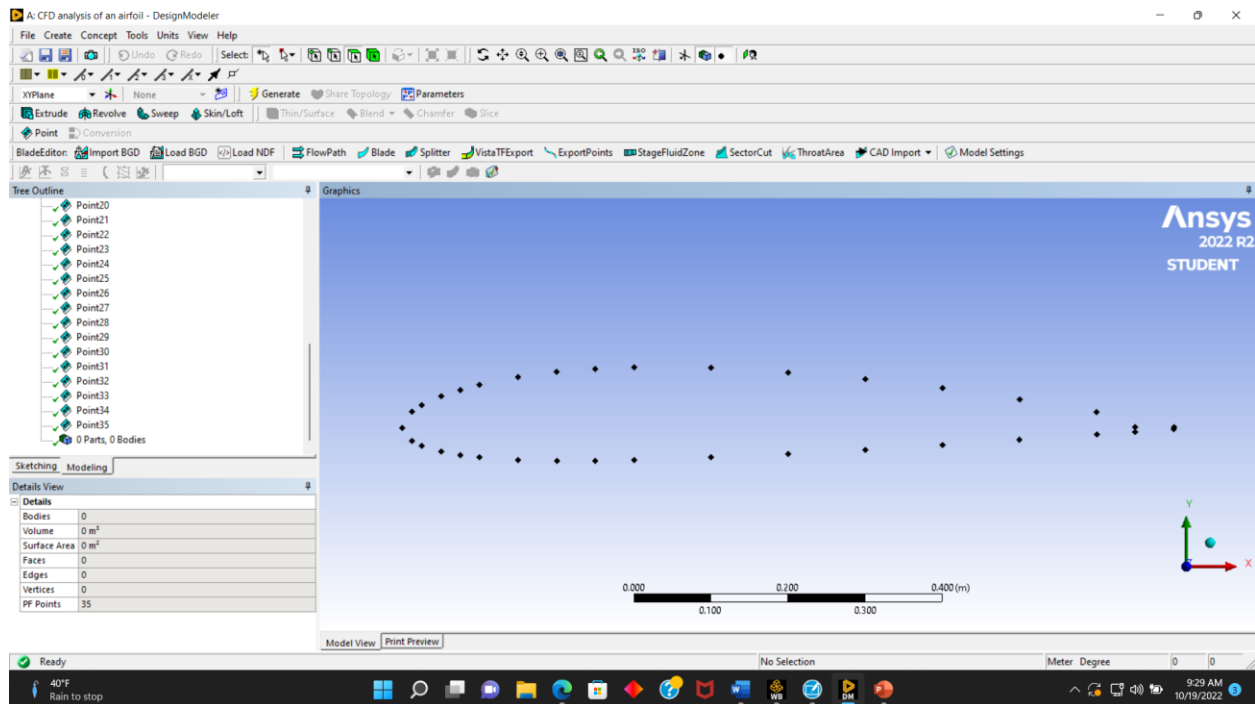 A: CFD analysis of an airfoil - DesignModeler
File Create Concept Tools Units View Help
Undo Redo Select: ISO
XYPlane None Generate Share Topology Parameters
Extrude Revolve Sweep Skin/Loft Thin/Surface Blend Chamfer Slice
Point Conversion
BladeEditor: Import BGD Load BGD Load NDF FlowPath Blade Splitter VistaTFExport ExportPoints StageFluidZone SectorCut ThroatArea CAD Import Model Settings
Tree Outline
Point20
Point21
Point22
Point23
Point24
Point25
Point26
Point27
Point28
Point29
Point30
Point31
Point32
Point33
Point34
Point35
0 Parts, 0 Bodies
Sketching Modeling
Details View
Details
Bodies 0
Volume 0 m³
Surface Area 0 m²
Faces 0
Edges 0
Vertices 0
PF Points 35
Graphics
Ansys
2022 R2
STUDENT
Y
X
0.000 0.200 0.400 (m)
0.100 0.300
Model View Print Preview
Ready No Selection Meter Degree 0 0
40°F
Rain to stop
W WB DM P
9:29 AM
10/19/2022
3